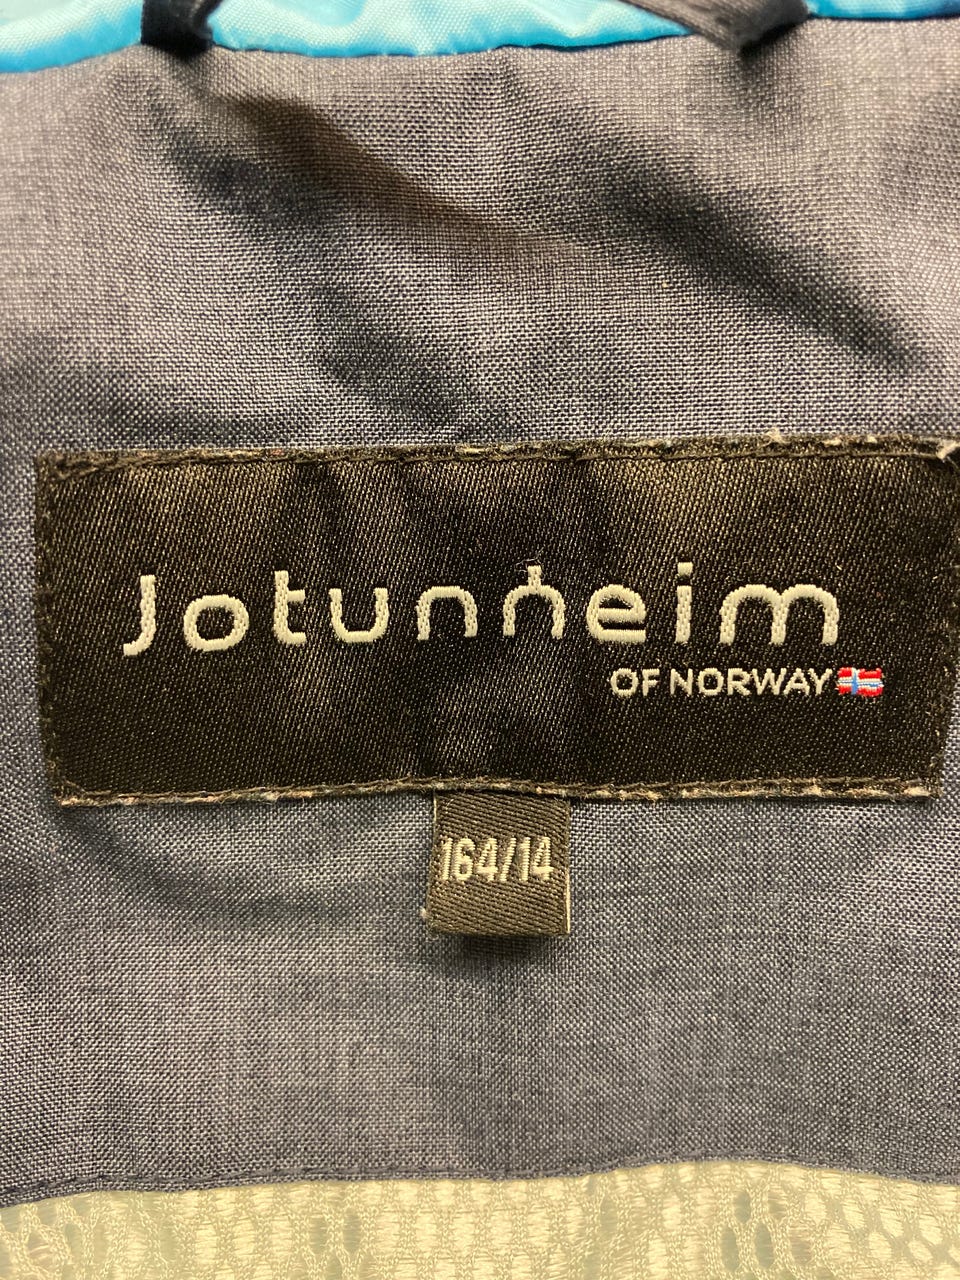 Jotunheim
OF NORWAY
164/14